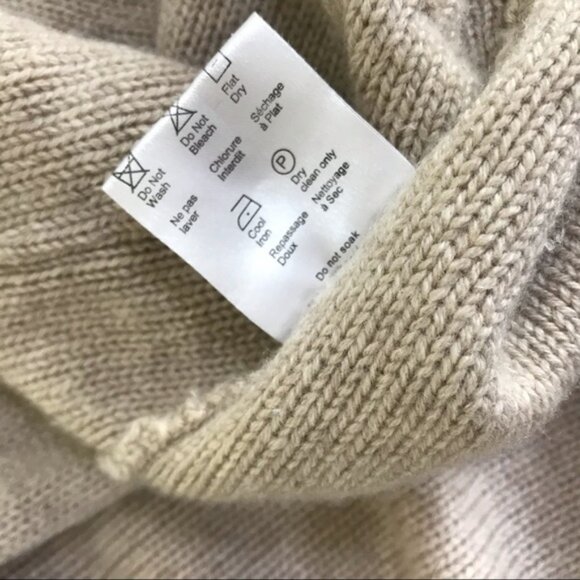 Do Not
Wash
Ne pas
laver
Do Not
Bleach
Chlorure
Interdit
Flat
Dry
Séchage
à Plat
Cool
Iron
Repassage
Doux
P
Dry
clean only
Nettoyage
à Sec
Do not soak